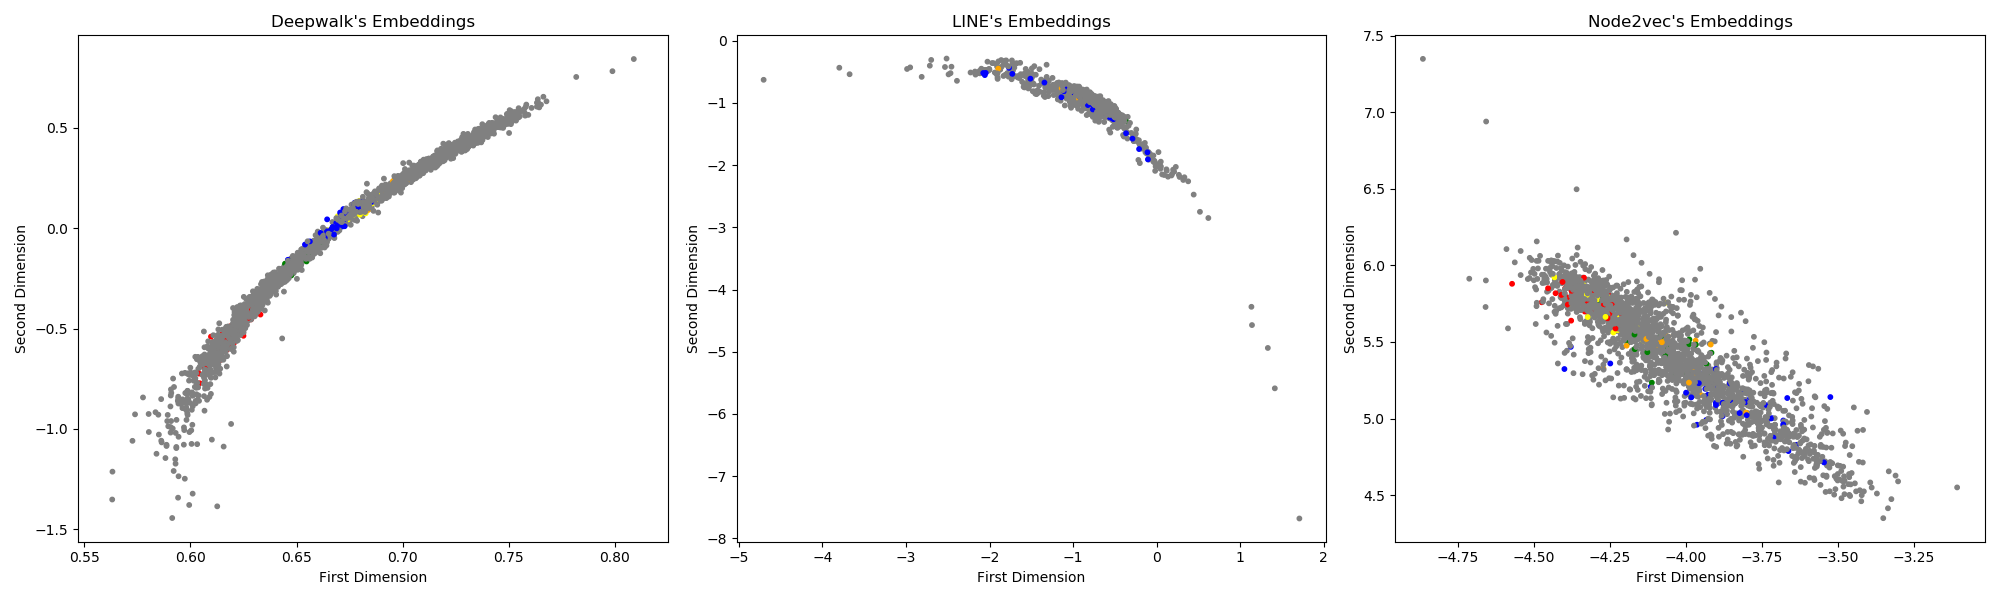 Deepwalk's Embeddings
0.5
0.0
−0.5
−1.0
−1.5
Second Dimension
0.55 0.60 0.65 0.70 0.75 0.80
First Dimension
LINE's Embeddings
0
−1
−2
−3
−4
−5
−6
−7
−8
Second Dimension
−5 −4 −3 −2 −1 0 1 2
First Dimension
Node2vec's Embeddings
7.5
7.0
6.5
6.0
5.5
5.0
4.5
Second Dimension
−4.75 −4.50 −4.25 −4.00 −3.75 −3.50 −3.25
First Dimension